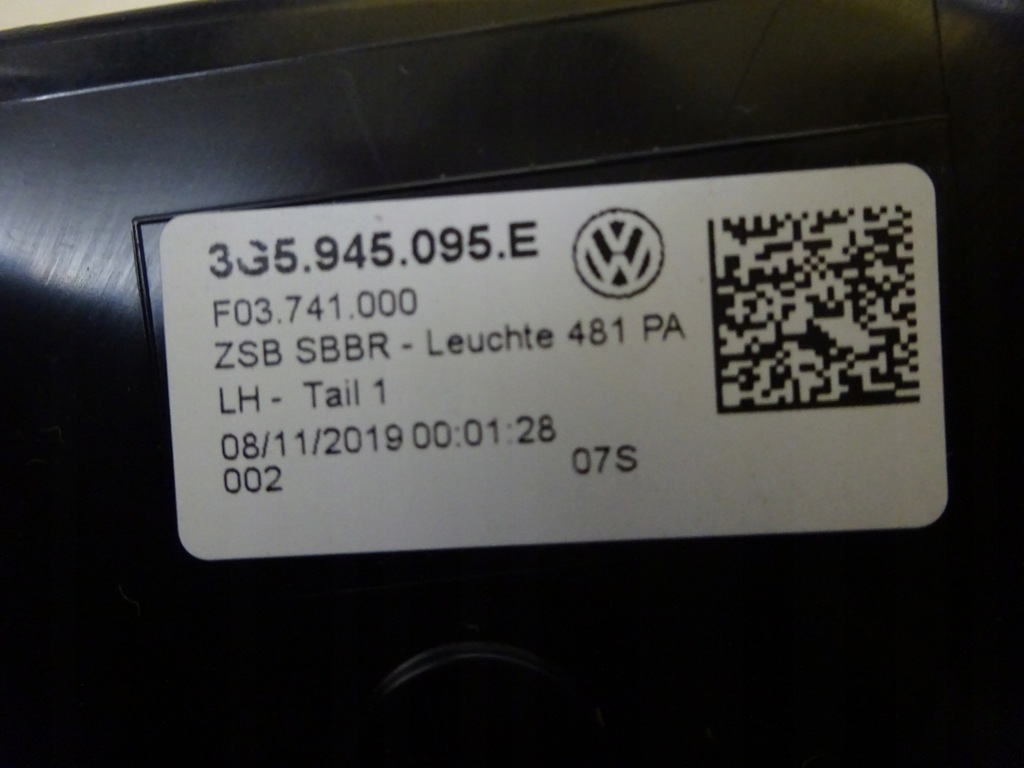 3G5.945.095.E
F03.741.000
ZSB SBBR - Leuchte 481 PA
LH - Tail 1
08/11/2019 00:01:28
002 07S